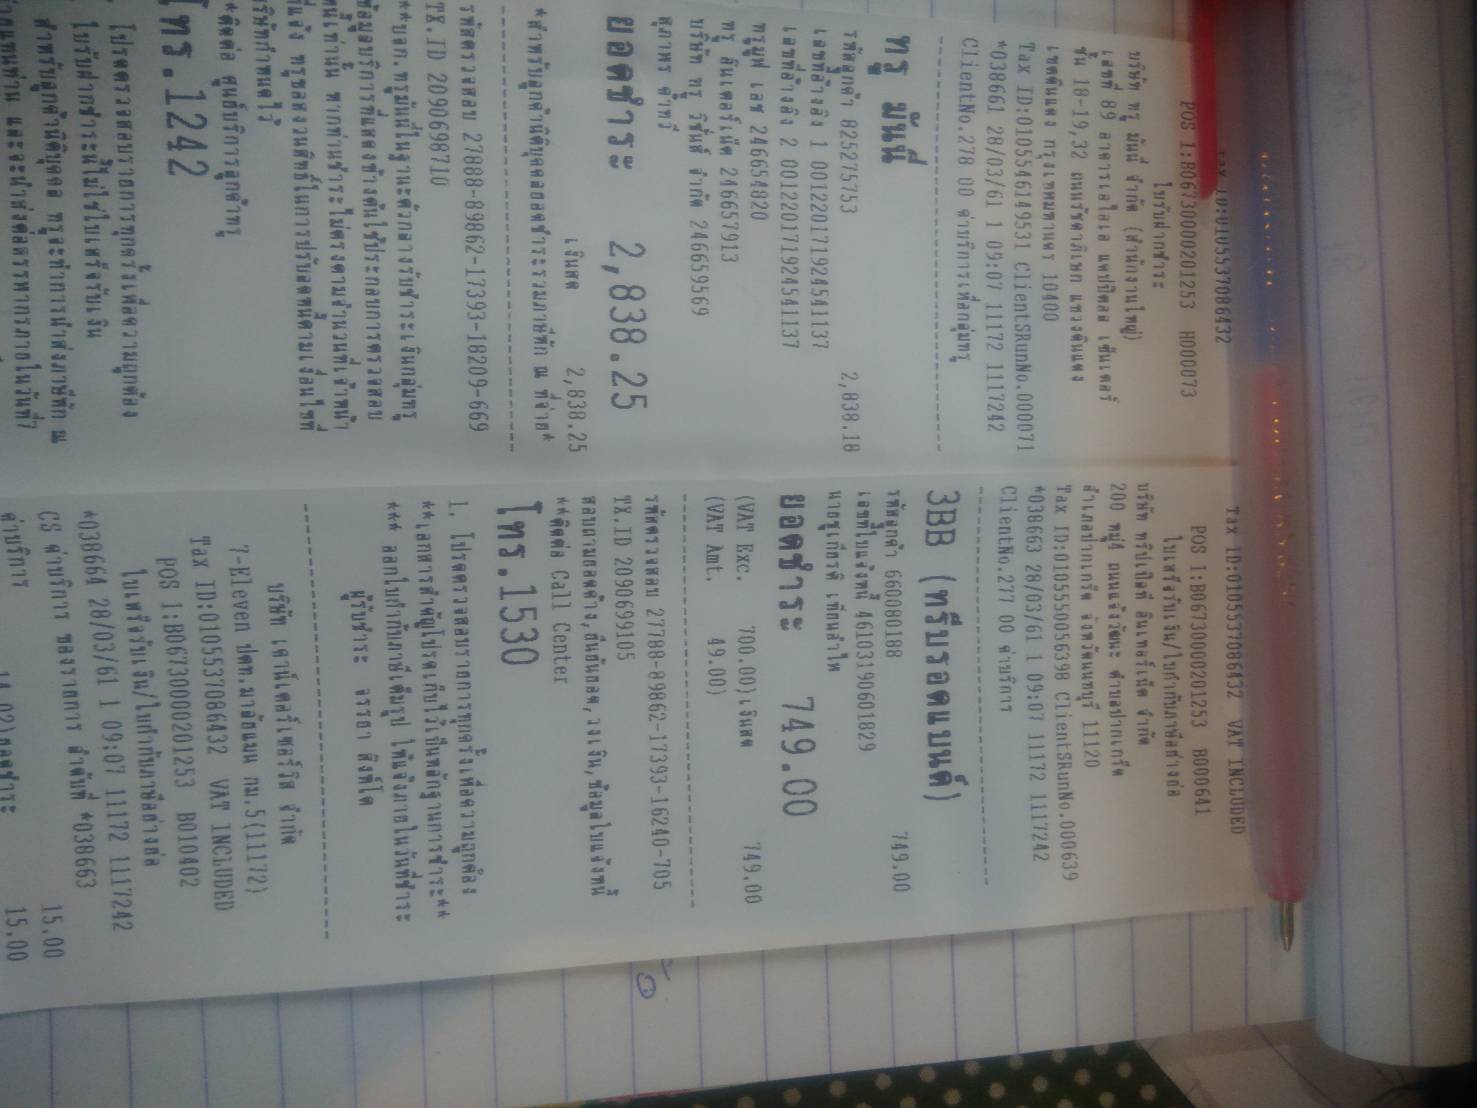 Tax ID:0105537086432
POS 1:B06730000201253 HD00073
ใบรับฝากชำระ
บริษัท ทรู มันนี่ จำกัด (สำนักงานใหญ่)
เลขที่ 89 อาคารเอไอเอ แคปปิตอล เซ็นเตอร์
ชั้น 18-19,32 ถนนรัชดาภิเษก แขวงดินแดง
เขตดินแดง กรุงเทพมหานคร 10400
Tax ID:0105546149531 ClientSRunNo.000071
*038661 28/03/61 1 09:07 11172 1117242
ClientNo.278 00 ค่าบริการเพื่อกลุ่มทรู
ทรู มันนี่
รหัสลูกค้า 825275753 2,838.18
เลขที่อ้างอิง 1 001220171924541137
เลขที่อ้างอิง 2 001220171924541137
ทรูมูฟ เอช 246654820
ทรู อินเตอร์เน็ต 246657913
บริษัท ทรู วิชั่นส์ จำกัด 246659569
ยอดชำระ 2,838.25
เงินสด 2,838.25
*สำหรับลูกค้านิติบุคคลยอดชำระรวมภาษีหัก ณ ที่จ่าย*
รหัสตรวจสอบ 27888-89862-17393-18209-669
TX.ID 209698710
**บจก.ทรูมันนี่ในฐานะตัวกลางรับชำระเงินกลุ่มทรู
*ติดต่อ ศูนย์บริการลูกค้าทรู
โทร.1242
โปรดตรวจสอบรายการทุกครั้งเพื่อความถูกต้อง
ใบรับฝากชำระนี้ไม่ใช่ใบเสร็จรับเงิน
Tax ID:0105537086432 VAT INCLUDED
POS 1:B06730000201253 B000641
ใบเสร็จรับเงิน/ใบกำกับภาษีอย่างย่อ
บริษัท ทริปเปิลที อินเทอร์เน็ต จำกัด
200 หมู่4 ถนนแจ้งวัฒนะ ตำบลปากเกร็ด
อำเภอปากเกร็ด จังหวัดนนทบุรี 11120
Tax ID:0105550056398 ClientSRunNo.000639
*038663 28/03/61 1 09:07 11172 1117242
ClientNo.277 00 ค่าบริการ
3BB (ทรีบรอดแบนด์)
รหัสลูกค้า 660080188 749.00
เลขที่ใบแจ้งหนี้ 461031906018​29
ยอดชำระ 749.00
(VAT Exc. 700.00)เงินสด 749.00
(VAT Amt. 49.00)
รหัสตรวจสอบ 27788-89862-17393-16240-705
TX.ID 209699105
สอบถามยอดค้าง,ยืนยันยอด,วงเงิน,ข้อมูลใบแจ้งหนี้
**ติดต่อ Call Center
โทร.1530
1. โปรดตรวจสอบรายการทุกครั้งเพื่อความถูกต้อง
**เอกสารสำคัญโปรดเก็บไว้เป็นหลักฐานการชำระ**
*** ออกใบกำกับภาษีเต็มรูป ให้แจ้งภายในวันที่ชำระ
ผู้รับชำระ จรรยา สิงห์โต
บริษัท เคาน์เตอร์เซอร์วิส จำกัด
7-Eleven ปตท.มาลัยแมน กม.5(11172)
Tax ID:0105537086432 VAT INCLUDED
POS 1:B06730000201253 B010402
ใบเสร็จรับเงิน/ใบกำกับภาษีอย่างย่อ
*038664 28/03/61 1 09:07 11172 1117242
CS ค่าบริการ ของรายการ ลำดับที่ *038663
ค่าบริการ 15.00
15.00